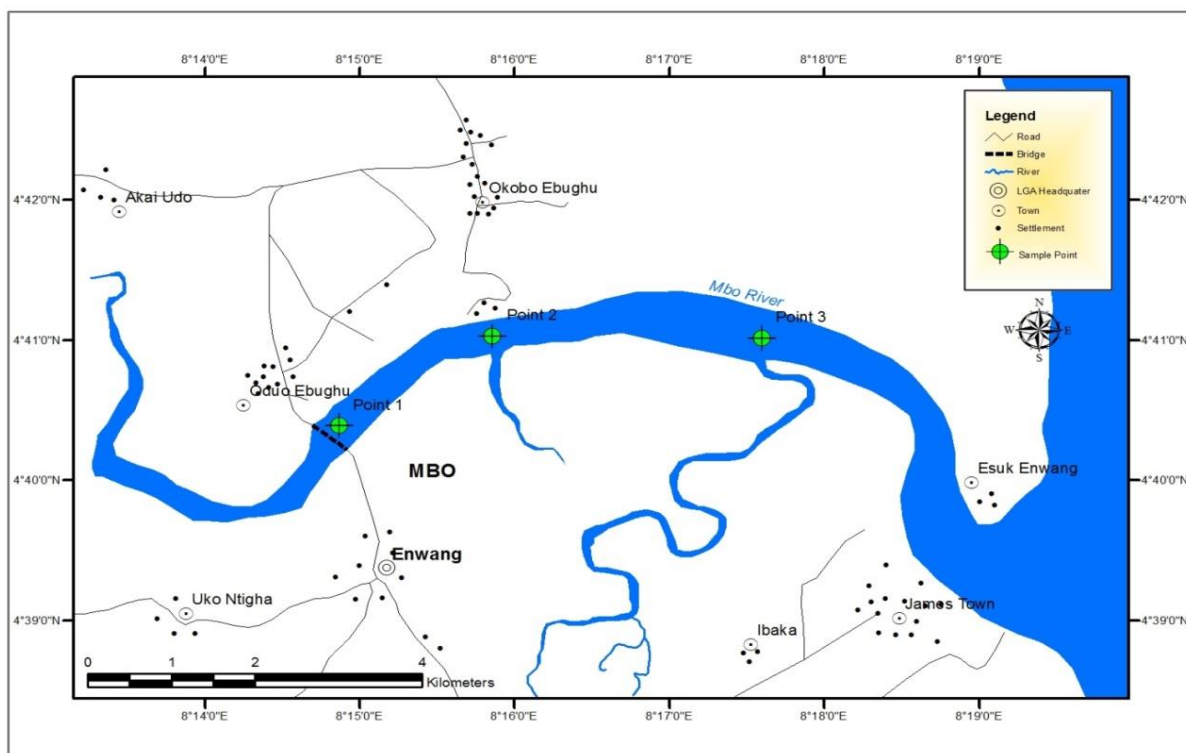 8°14'0"E 8°15'0"E 8°16'0"E 8°17'0"E 8°18'0"E 8°19'0"E
Legend
Road
Bridge
River
LGA Headquater
Town
Settlement
Sample Point
4°42'0"N
4°42'0"N
Akai Udo
Okobo Ebughu
Mbo River
N
W E
S
4°41'0"N
4°41'0"N
Point 2
Point 3
Oduo Ebughu
Point 1
MBO
4°40'0"N
4°40'0"N
Esuk Enwang
Enwang
Uko Ntigha
James Town
Ibaka
4°39'0"N
4°39'0"N
0 1 2 4
Kilometers
8°14'0"E 8°15'0"E 8°16'0"E 8°17'0"E 8°18'0"E 8°19'0"E